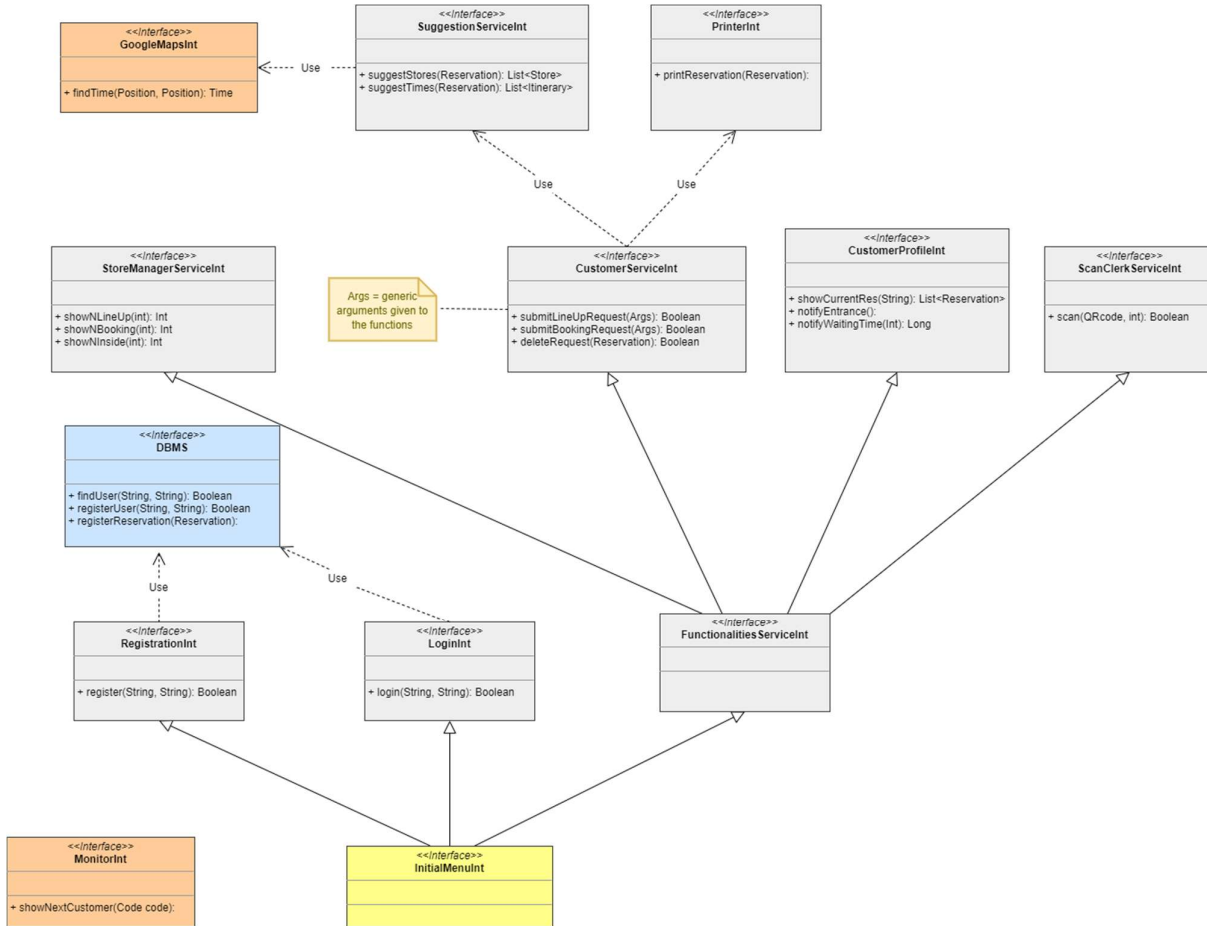 <<Interface>>
GoogleMapsInt
+ findTime(Position, Position): Time
Use
<<Interface>>
SuggestionServiceInt
+ suggestStores(Reservation): List<Store>
+ suggestTimes(Reservation): List<Itinerary>
<<Interface>>
PrinterInt
+ printReservation(Reservation):
Use
Use
<<Interface>>
StoreManagerServiceInt
+ showNLineUp(int): Int
+ showNBooking(int): Int
+ showNInside(int): Int
Args = generic
arguments given to
the functions
<<Interface>>
CustomerServiceInt
+ submitLineUpRequest(Args): Boolean
+ submitBookingRequest(Args): Boolean
+ deleteRequest(Reservation): Boolean
<<Interface>>
CustomerProfileInt
+ showCurrentRes(String): List<Reservation>
+ notifyEntrance():
+ notifyWaitingTime(Int): Long
<<Interface>>
ScanClerkServiceInt
+ scan(QRcode, int): Boolean
<<Interface>>
DBMS
+ findUser(String, String): Boolean
+ registerUser(String, String): Boolean
+ registerReservation(Reservation):
Use
Use
<<Interface>>
RegistrationInt
+ register(String, String): Boolean
<<Interface>>
LoginInt
+ login(String, String): Boolean
<<Interface>>
FunctionalitiesServiceInt
<<Interface>>
MonitorInt
+ showNextCustomer(Code code):
<<Interface>>
InitialMenuInt